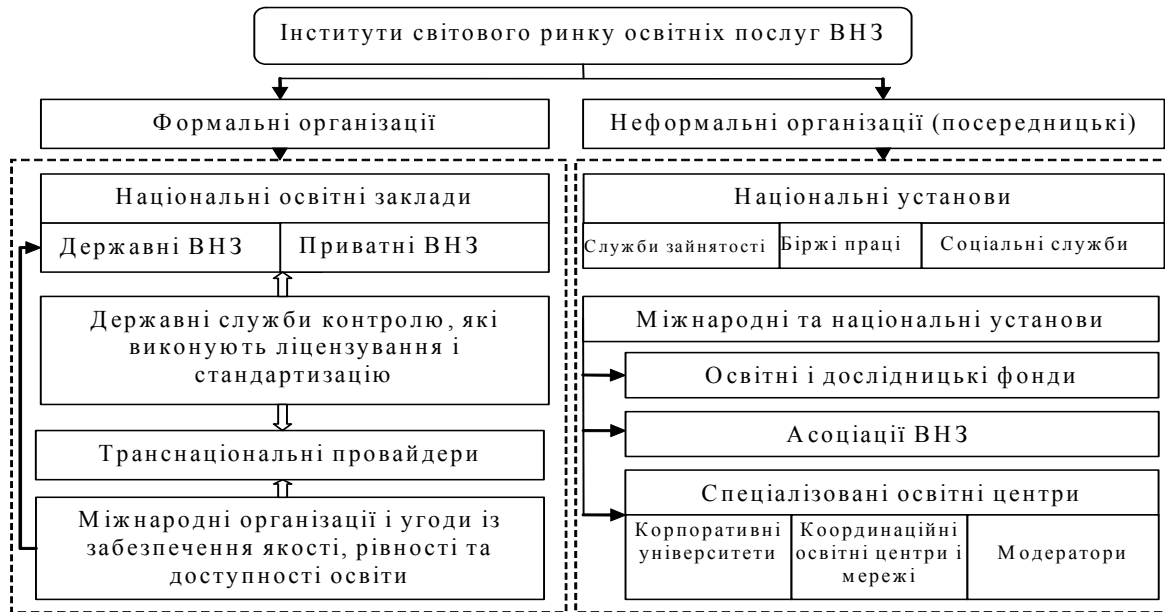 Інститути світового ринку освітніх послуг ВНЗ
Формальні організації
Неформальні організації (посередницькі)
Національні освітні заклади
Державні ВНЗ
Приватні ВНЗ
Державні служби контролю, які
виконують ліцензування і
стандартизацію
Транснаціональні провайдери
Міжнародні організації і угоди із
забезпечення якості, рівності та
доступності освіти
Національні установи
Служби зайнятості
Біржі праці
Соціальні служби
Міжнародні та національні установи
Освітні і дослідницькі фонди
Асоціації ВНЗ
Спеціалізовані освітні центри
Корпоративні
університети
Координаційні
освітні центри і
мережі
Модератори